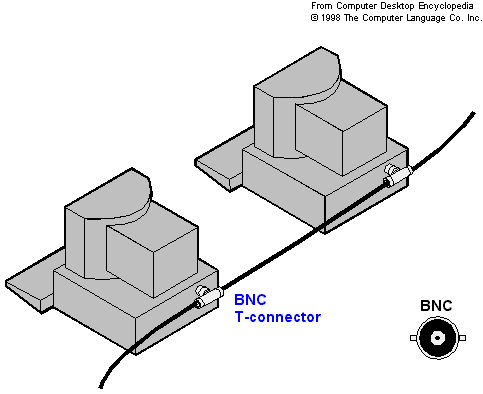 From Computer Desktop Encyclopedia
© 1998 The Computer Language Co. Inc.
BNC
T-connector
BNC